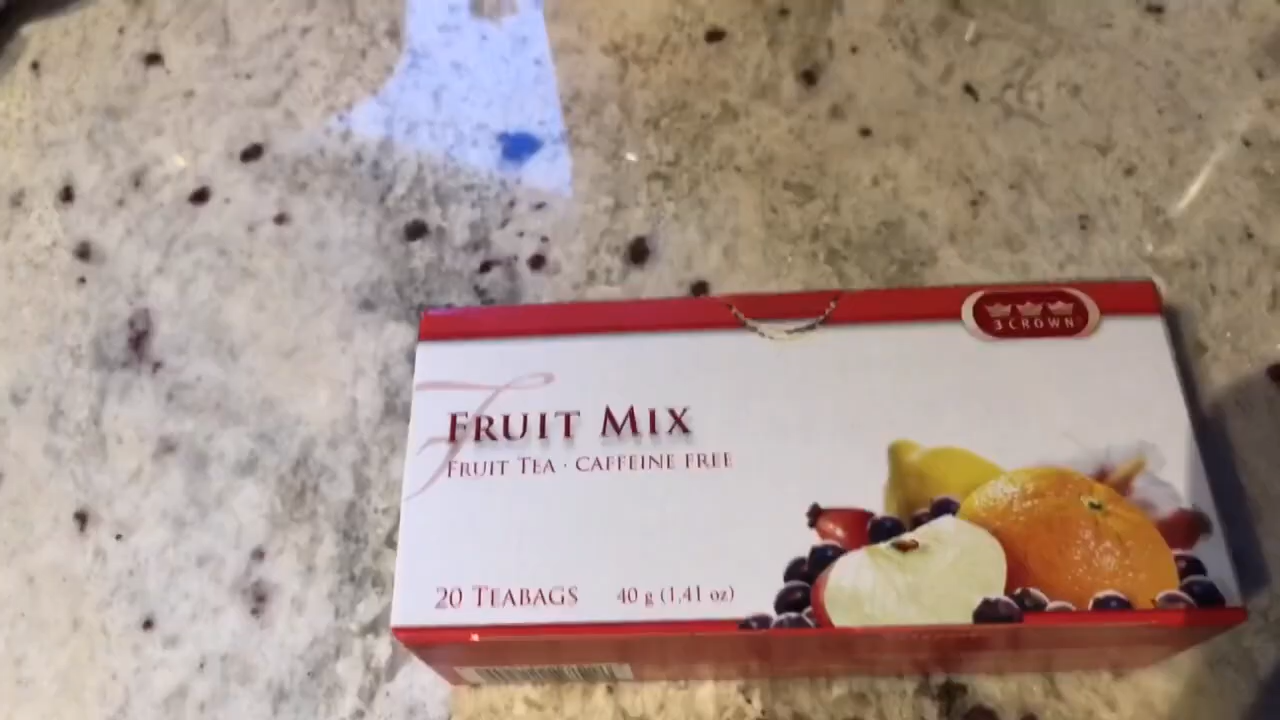 3 CROWN
FRUIT MIX
FRUIT TEA · CAFFEINE FREE
20 TEABAGS 40 g (1,41 oz)